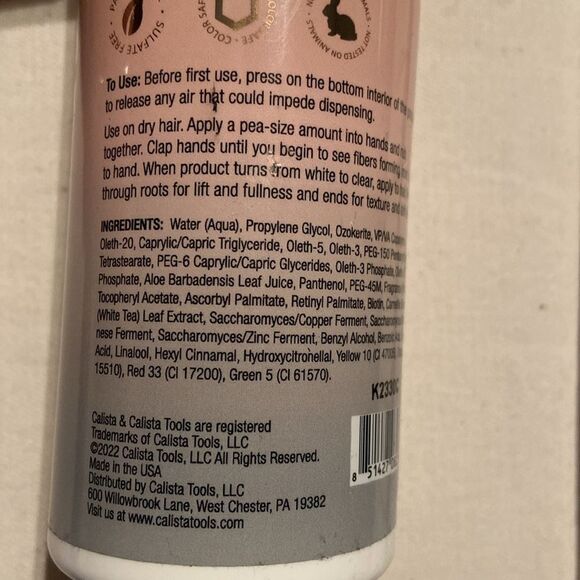 SULFATE FREE •
COLOR SAFE •
NOT TESTED ON ANIMALS •
To Use: Before first use, press on the bottom interior of the
to release any air that could impede dispensing.
Use on dry hair. Apply a pea-size amount into hands and
together. Clap hands until you begin to see fibers forming
to hand. When product turns from white to clear, apply to
through roots for lift and fullness and ends for texture and
INGREDIENTS: Water (Aqua), Propylene Glycol, Ozokerite, VP/VA
Oleth-20, Caprylic/Capric Triglyceride, Oleth-5, Oleth-3, PEG-150
Tetrastearate, PEG-6 Caprylic/Capric Glycerides, Oleth-3 Phosphate,
Phosphate, Aloe Barbadensis Leaf Juice, Panthenol, PEG-45M,
Tocopheryl Acetate, Ascorbyl Palmitate, Retinyl Palmitate, Biotin,
(White Tea) Leaf Extract, Saccharomyces/Copper Ferment,
nese Ferment, Saccharomyces/Zinc Ferment, Benzyl Alcohol,
Acid, Linalool, Hexyl Cinnamal, Hydroxycitronellal, Yellow 10 (CI 47005),
15510), Red 33 (CI 17200), Green 5 (CI 61570).
K2330C
Calista & Calista Tools are registered
Trademarks of Calista Tools, LLC
©2022 Calista Tools, LLC All Rights Reserved.
Made in the USA
Distributed by Calista Tools, LLC
600 Willowbrook Lane, West Chester, PA 19382
Visit us at www.calistatools.com
8 51427